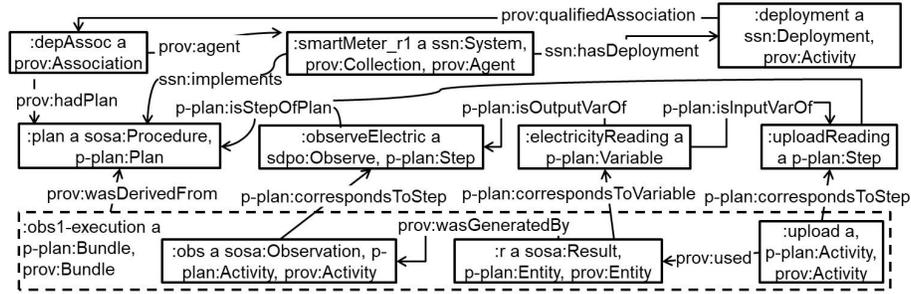 prov:qualifiedAssociation
:deployment a
ssn:Deployment,
prov:Activity
:depAssoc a
prov:Association
prov:agent
:smartMeter_r1 a ssn:System,
prov:Collection, prov:Agent
ssn:hasDeployment
ssn:implements
prov:hadPlan
p-plan:isStepOfPlan
p-plan:isOutputVarOf
p-plan:isInputVarOf
:plan a sosa:Procedure,
p-plan:Plan
:observeElectric a
sdpo:Observe, p-plan:Step
:electricityReading a
p-plan:Variable
:uploadReading
a p-plan:Step
prov:wasDerivedFrom
p-plan:correspondsToStep
p-plan:correspondsToVariable
p-plan:correspondsToStep
:obs1-execution a
p-plan:Bundle,
prov:Bundle
:obs a sosa:Observation, p-
plan:Activity, prov:Activity
prov:wasGeneratedBy
:r a sosa:Result,
p-plan:Entity, prov:Entity
prov:used
:upload a,
p-plan:Activity,
prov:Activity